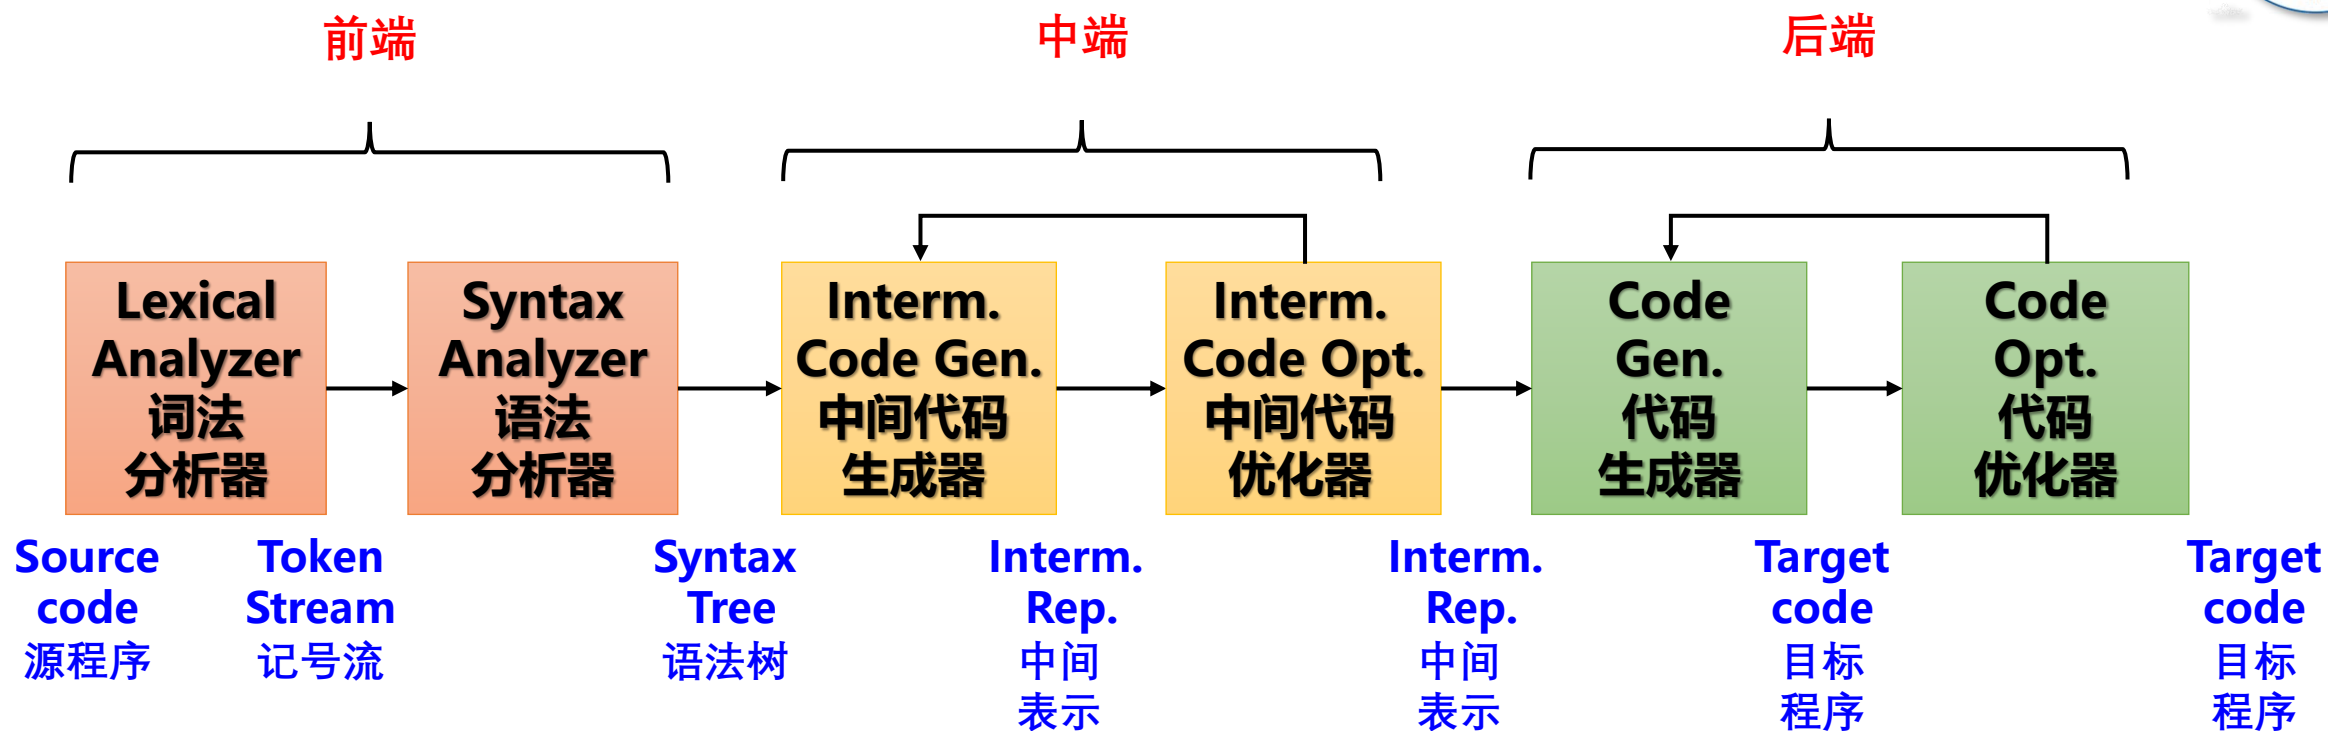 前端
中端
后端
Lexical
Analyzer
词法
分析器
Syntax
Analyzer
语法
分析器
Interm.
Code Gen.
中间代码
生成器
Interm.
Code Opt.
中间代码
优化器
Code
Gen.
代码
生成器
Code
Opt.
代码
优化器
Source
code
源程序
Token
Stream
记号流
Syntax
Tree
语法树
Interm.
Rep.
中间
表示
Interm.
Rep.
中间
表示
Target
code
目标
程序
Target
code
目标
程序